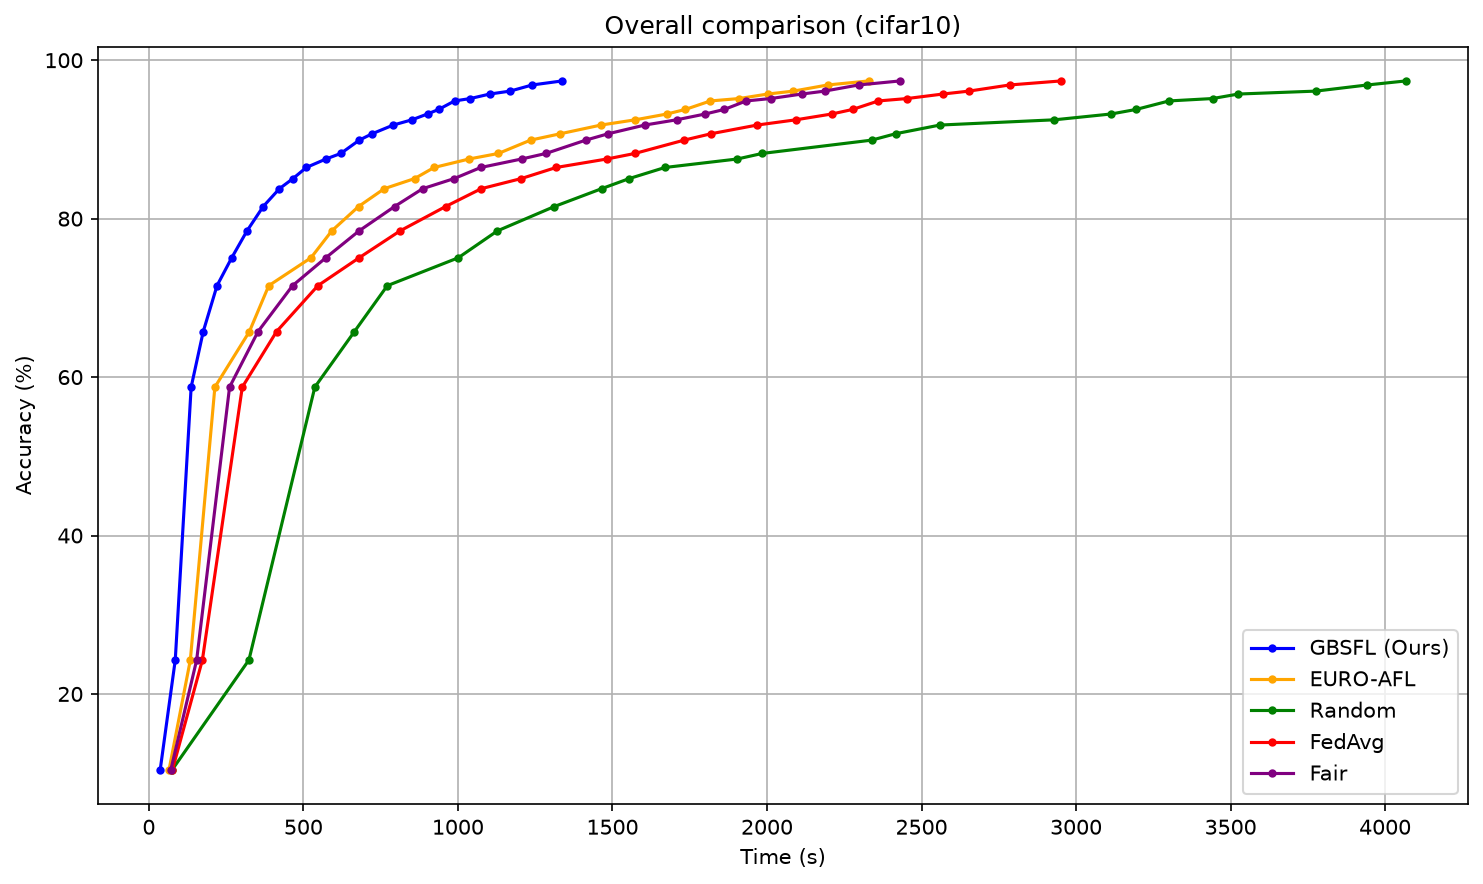 Overall comparison (cifar10)
Accuracy (%)
100
80
60
40
20
0 500 1000 1500 2000 2500 3000 3500 4000
Time (s)
GBSFL (Ours)
EURO-AFL
Random
FedAvg
Fair